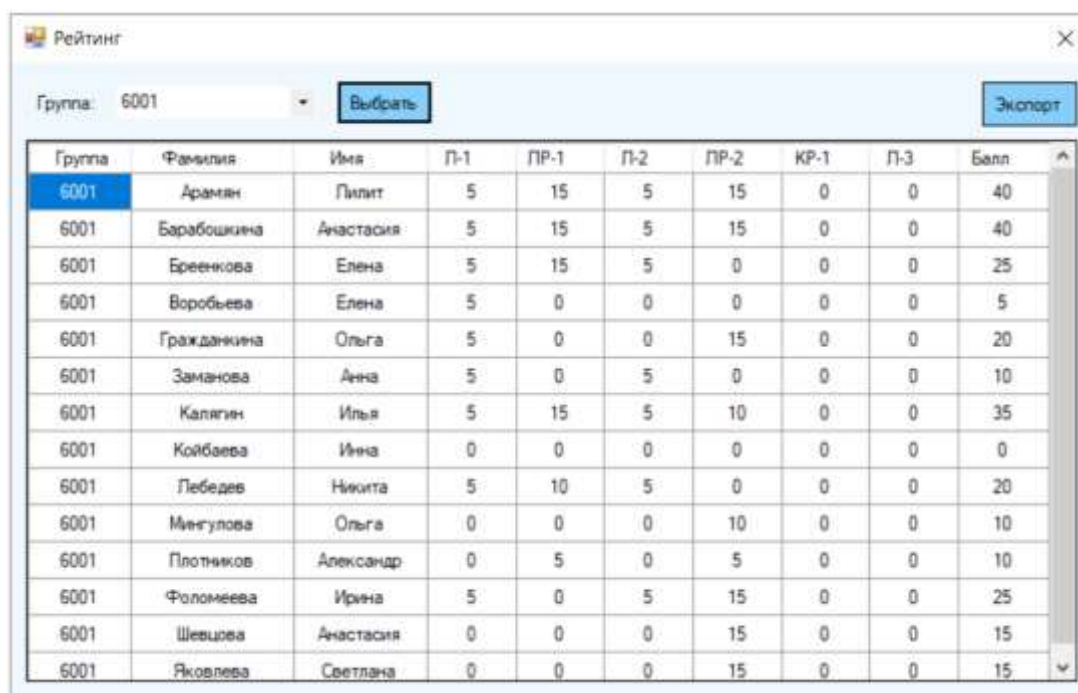 Рейтинг
Группа: 6001 Выбрать Экспорт
Группа Фамилия Имя Л-1 ПР-1 Л-2 ПР-2 КР-1 Л-3 Балл
6001 Арамян Лилит 5 15 5 15 0 0 40
6001 Барабошкина Анастасия 5 15 5 15 0 0 40
6001 Бреенкова Елена 5 15 5 0 0 0 25
6001 Воробьева Елена 5 0 0 0 0 0 5
6001 Гражданкина Ольга 5 0 0 15 0 0 20
6001 Заманова Анна 5 0 5 0 0 0 10
6001 Калягин Илья 5 15 5 10 0 0 35
6001 Койбаева Инна 0 0 0 0 0 0 0
6001 Лебедев Никита 5 10 5 0 0 0 20
6001 Мингулова Ольга 0 0 0 10 0 0 10
6001 Плотников Александр 0 5 0 5 0 0 10
6001 Фоломеева Ирина 5 0 5 15 0 0 25
6001 Шевцова Анастасия 0 0 0 15 0 0 15
6001 Яковлева Светлана 0 0 0 15 0 0 15